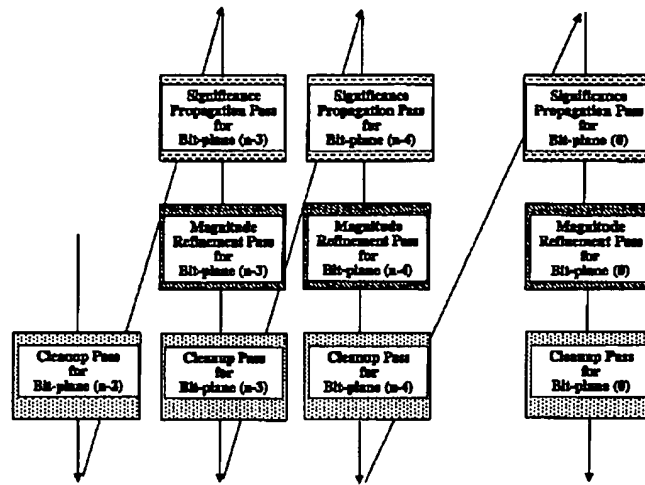 Significance
Propagation Pass
for
Bit-plane (n-3)
Significance
Propagation Pass
for
Bit-plane (n-4)
Significance
Propagation Pass
for
Bit-plane (0)
Magnitude
Refinement Pass
for
Bit-plane (n-3)
Magnitude
Refinement Pass
for
Bit-plane (n-4)
Magnitude
Refinement Pass
for
Bit-plane (0)
Cleanup Pass
for
Bit-plane (n-2)
Cleanup Pass
for
Bit-plane (n-3)
Cleanup Pass
for
Bit-plane (n-4)
Cleanup Pass
for
Bit-plane (0)